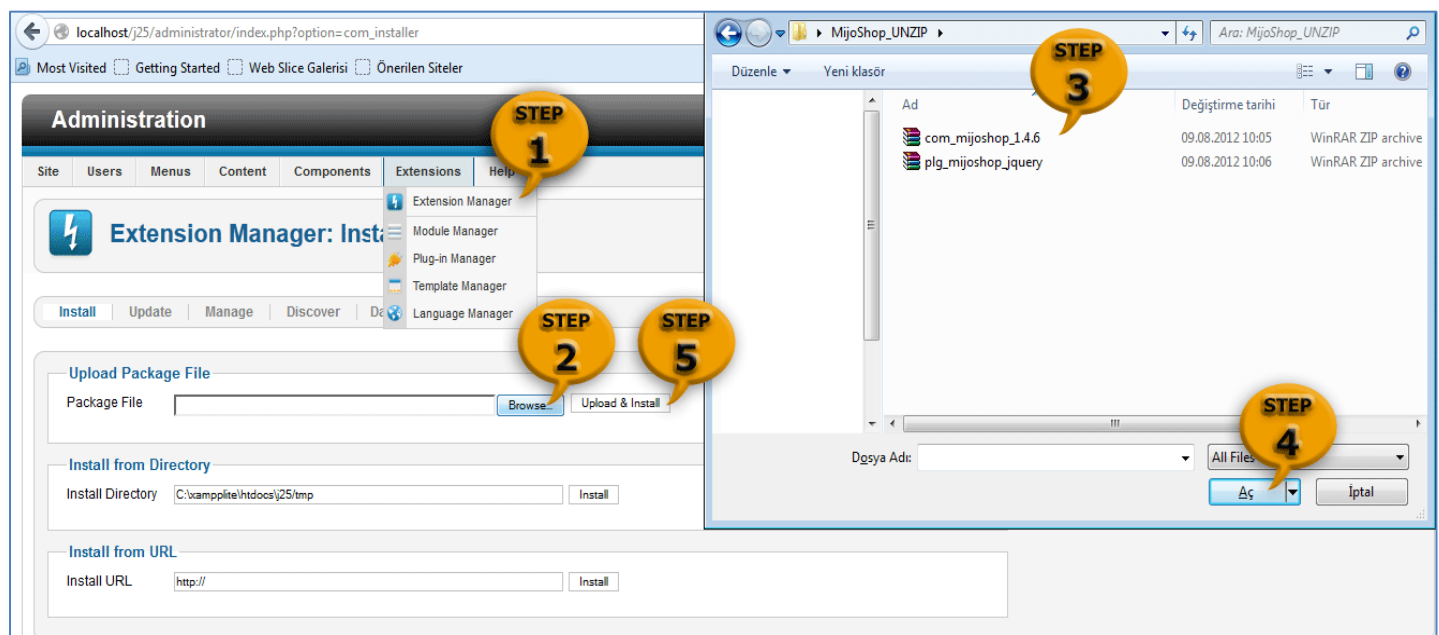 localhost/j25/administrator/index.php?option=com_installer
Most Visited Getting Started Web Slice Galerisi Önerilen Siteler
Administration
STEP 1
Site Users Menus Content Components Extensions Help
Extension Manager
Module Manager
Plug-in Manager
Template Manager
Language Manager
Extension Manager: Insta
Install Update Manage Discover Da
STEP 2
STEP 5
Upload Package File
Package File Browse... Upload & Install
Install from Directory
Install Directory C:\xampplite\htdocs\j25/tmp Install
Install from URL
Install URL http:// Install
MijoShop_UNZIP Ara: MijoShop_UNZIP
STEP 3
Düzenle Yeni klasör
Ad Değiştirme tarihi Tür
com_mijoshop_1.4.6 09.08.2012 10:05 WinRAR ZIP archive
plg_mijoshop_jquery 09.08.2012 10:06 WinRAR ZIP archive
STEP 4
Dosya Adı: All Files
Aç İptal